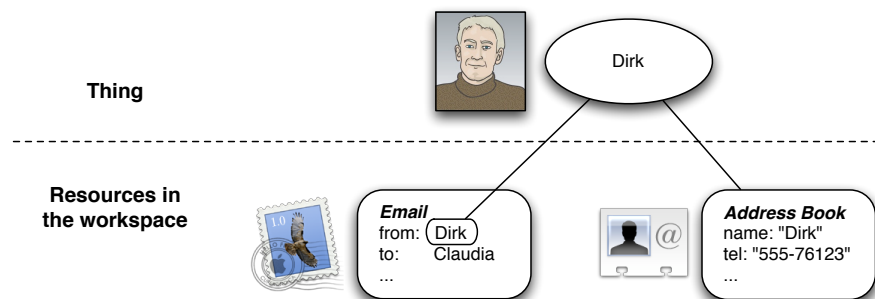 Dirk
Thing
Resources in
the workspace
1.0
Email
from: Dirk
to: Claudia
...
@
Address Book
name: "Dirk"
tel: "555-76123"
...